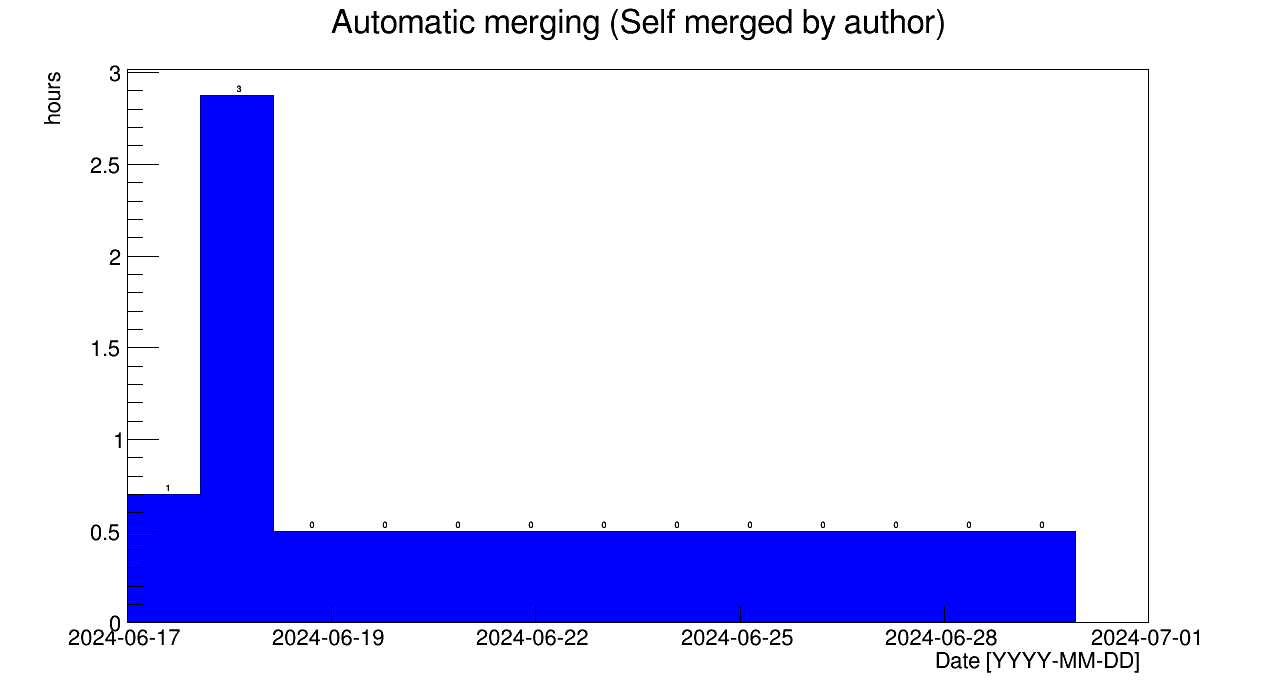 Automatic merging (Self merged by author)
hours
3
2.5
2
1.5
1
0.5
0
1
3
0 0 0 0 0 0 0 0 0 0 0
2024-06-17 2024-06-19 2024-06-22 2024-06-25 2024-06-28 2024-07-01
Date [YYYY-MM-DD]